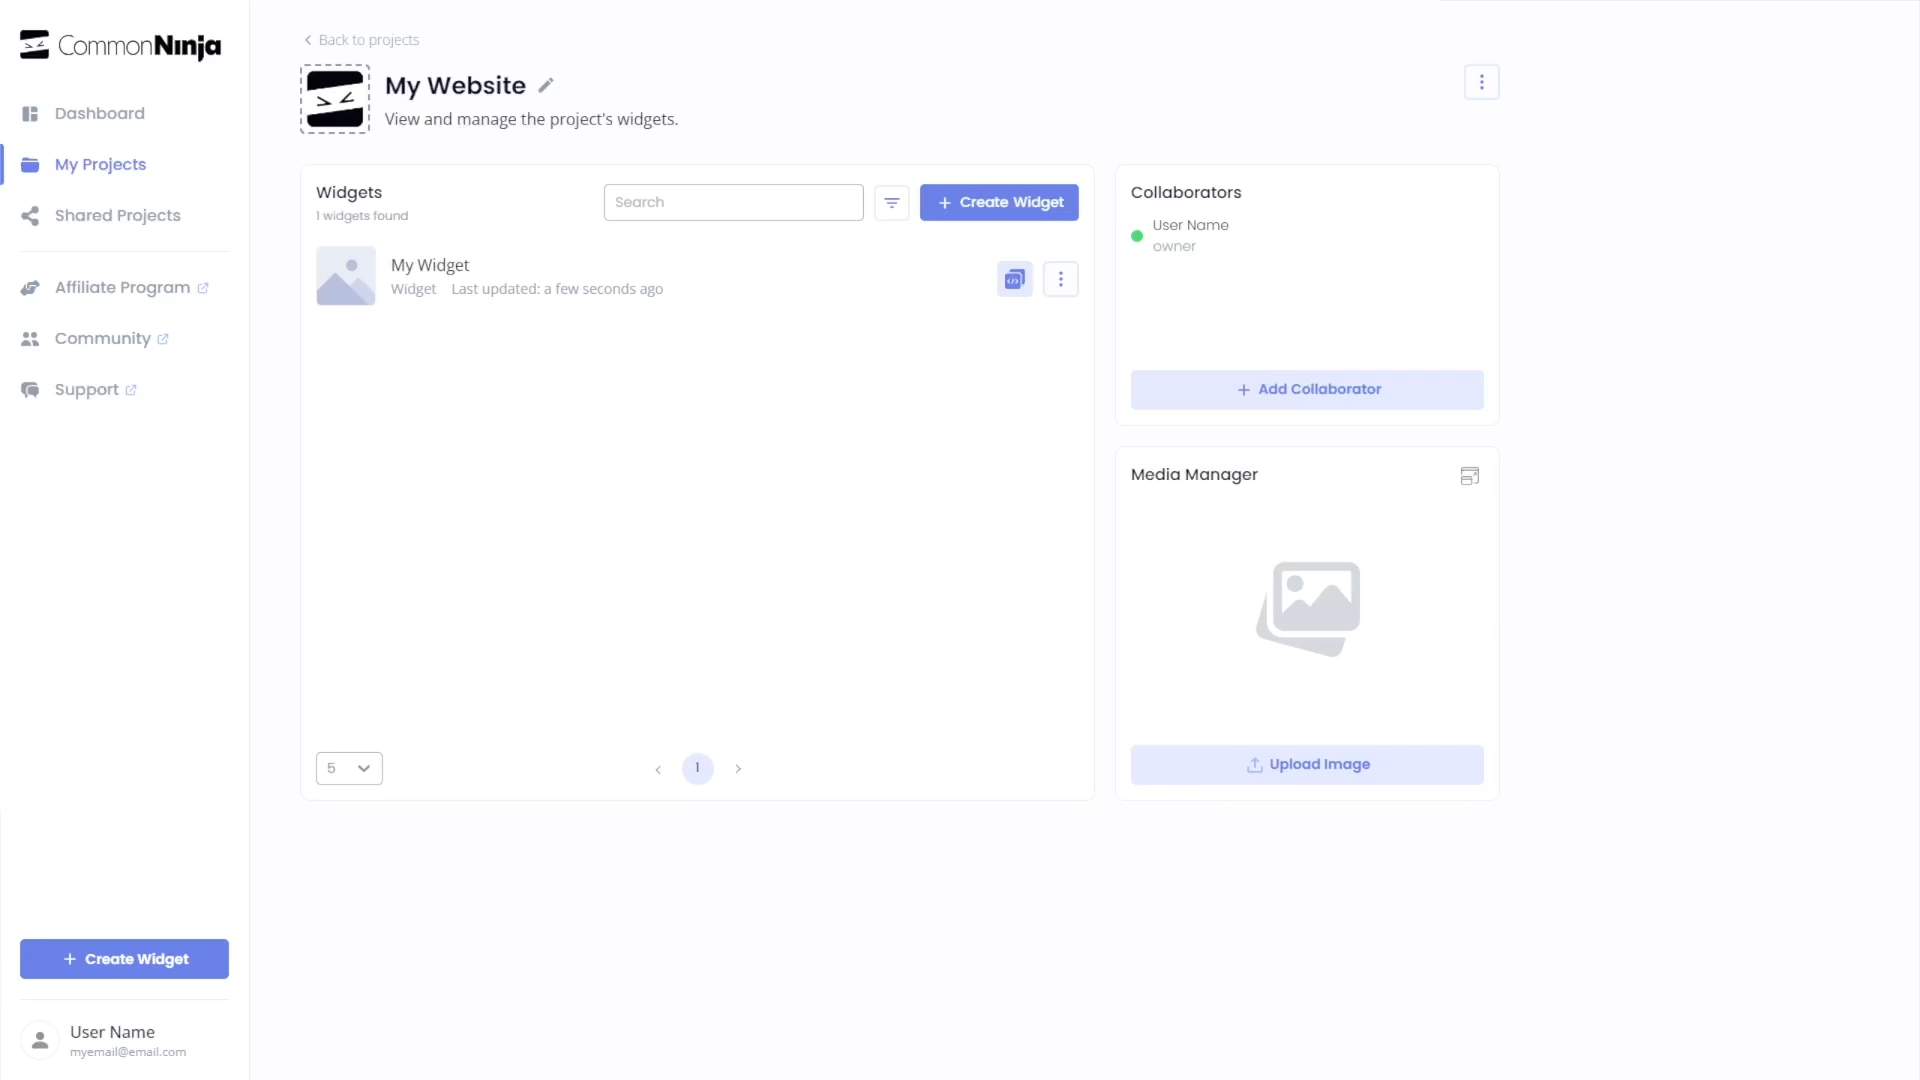 CommonNinja
Dashboard
My Projects
Shared Projects
Affiliate Program
Community
Support
Create Widget
User Name
myemail@email.com
Back to projects
My Website
View and manage the project's widgets.
Widgets
1 widgets found
Search
Create Widget
My Widget
Widget Last updated: a few seconds ago
5
1
Collaborators
User Name
owner
Add Collaborator
Media Manager
Upload Image